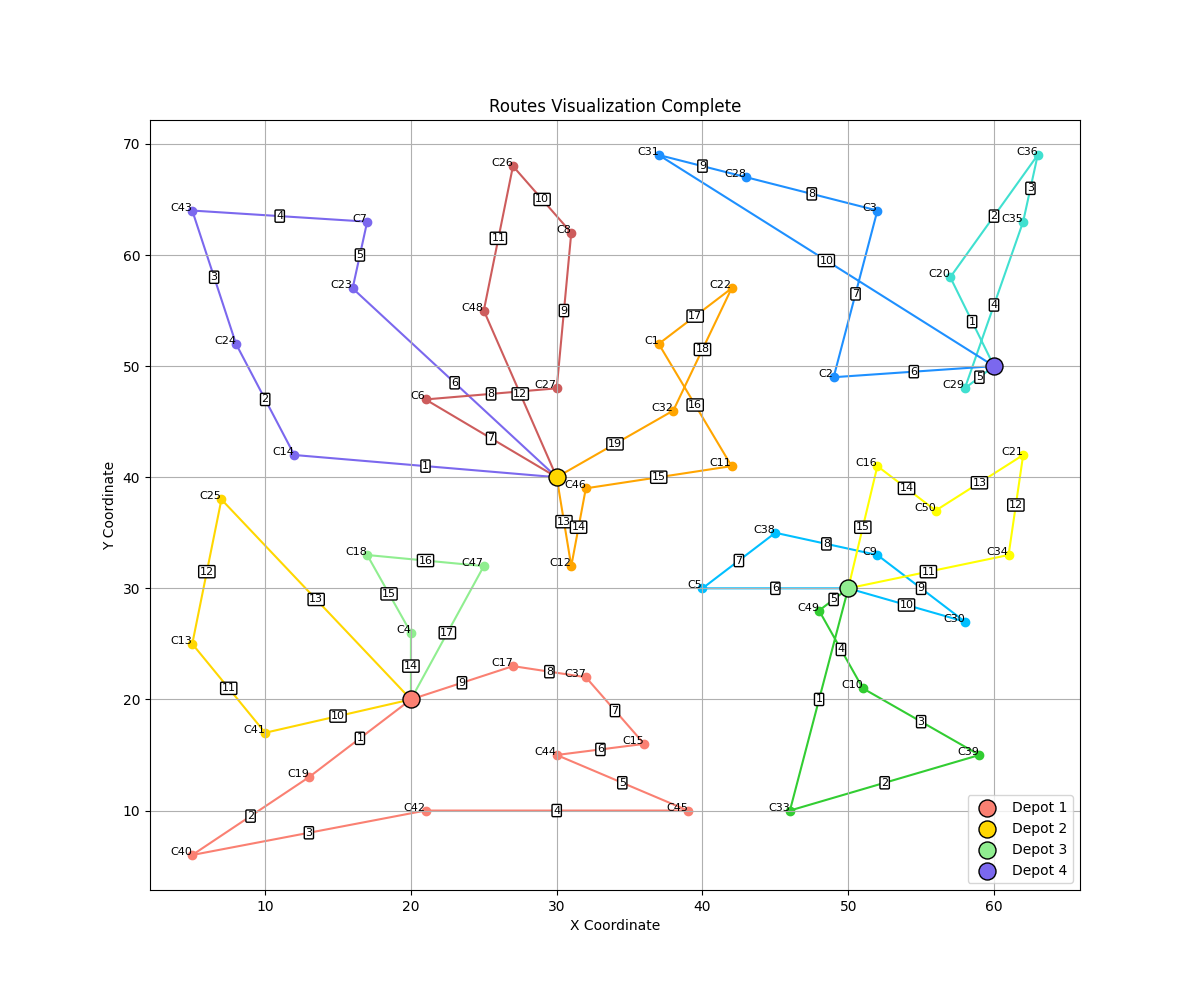 Routes Visualization Complete
70
60
50
40
30
20
10
Y Coordinate
10
20
30
40
50
60
X Coordinate
C26
C31
C28
C36
C43
C7
C8
C3
C35
C23
C22
C20
C48
C24
C1
C2
C29
C6
C27
C32
C14
C11
C16
C21
C46
C25
C50
C38
C18
C47
C12
C9
C34
C5
C49
C30
C4
C13
C17
C37
C10
C41
C44
C15
C39
C19
C42
C45
C33
C40
9
10
8
3
4
2
11
5
10
3
7
4
9
1
17
18
6
5
6
8
12
2
16
7
19
1
15
13
12
14
14
13
12
15
7
8
16
11
13
15
6
9
5
10
14
17
4
11
9
8
10
7
1
3
1
6
5
2
2
3
4
Depot 1
Depot 2
Depot 3
Depot 4